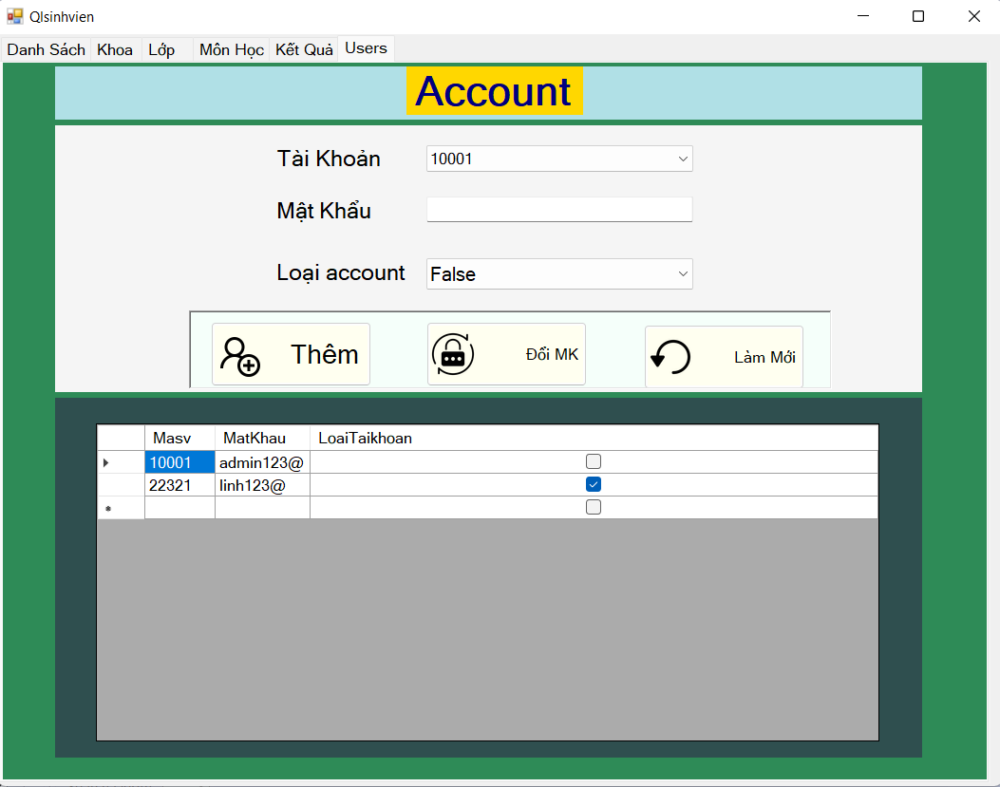 Qlsinhvien
Danh Sách Khoa Lớp Môn Học Kết Quả Users
Account
Tài Khoản 10001
Mật Khẩu
Loại account False
Thêm Đổi MK Làm Mới
Masv MatKhau LoaiTaikhoan
10001 admin123@
22321 linh123@